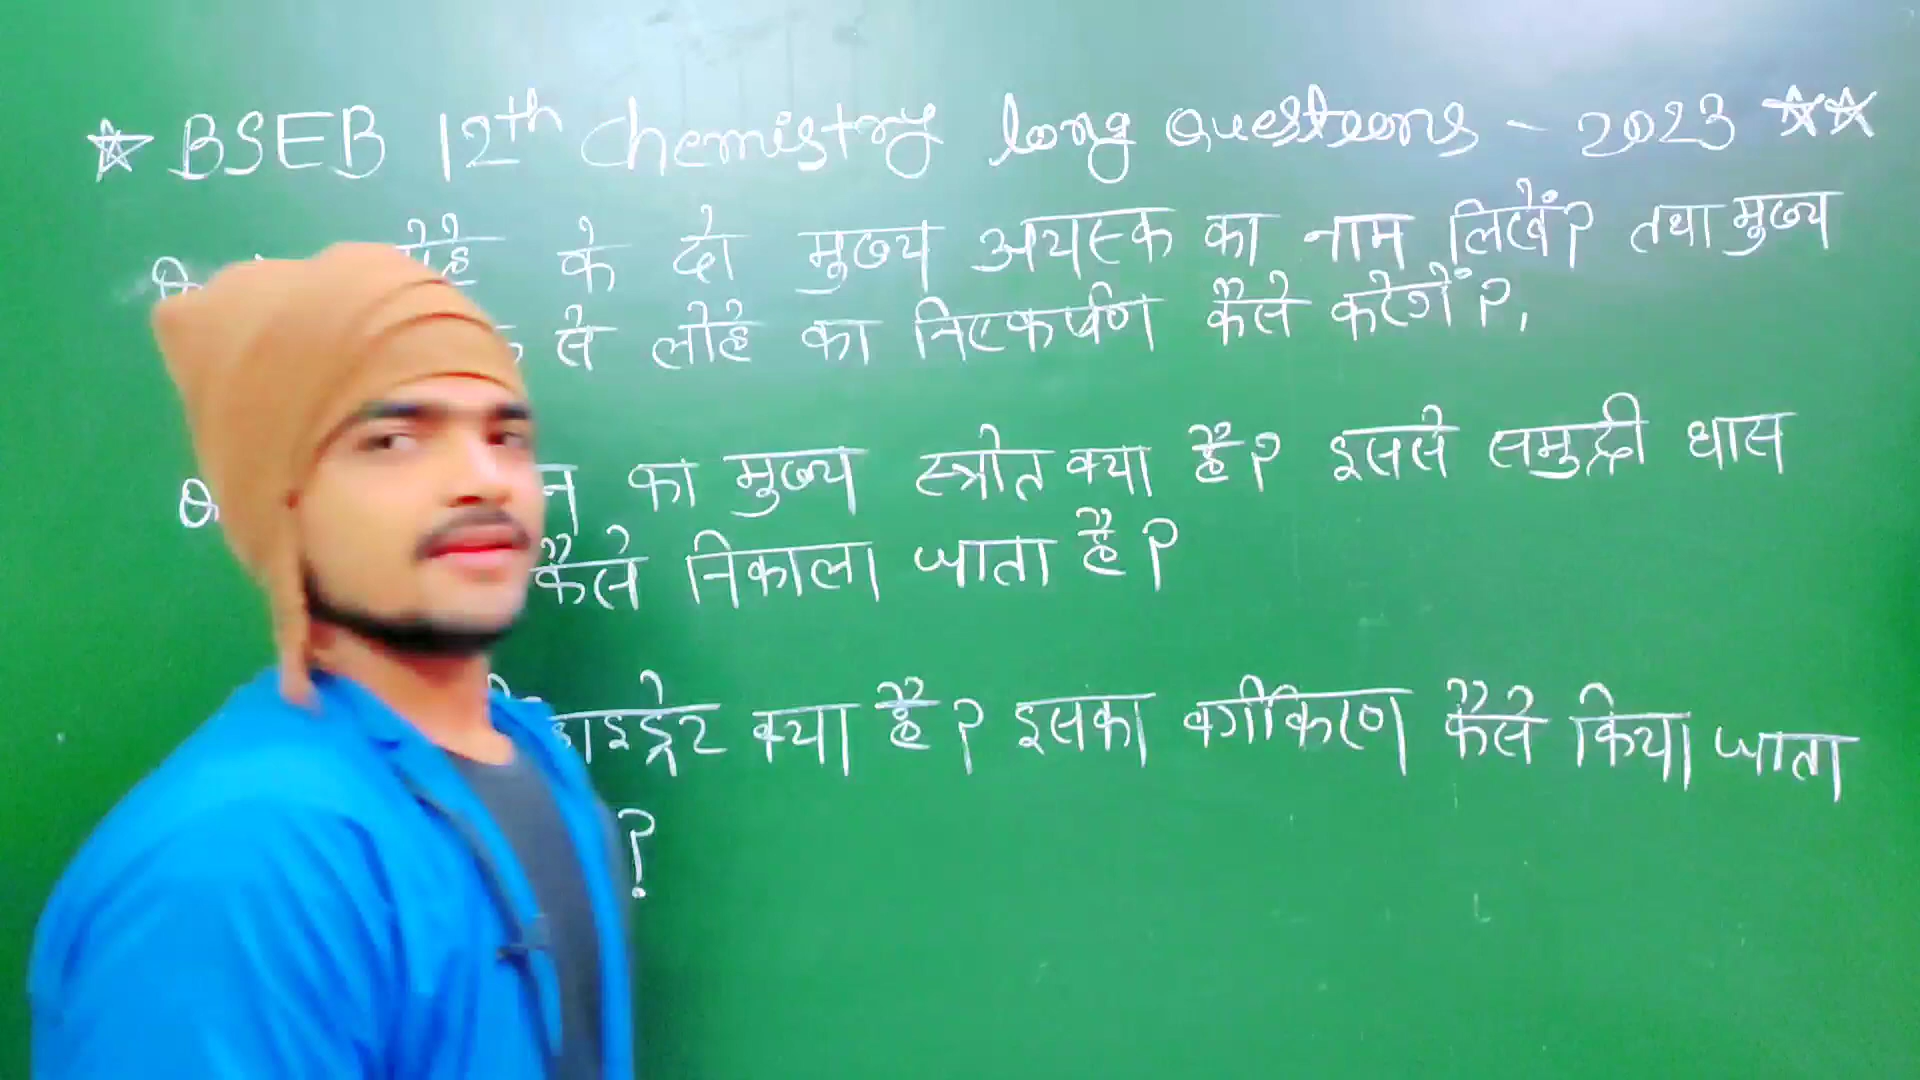 BSEB 12th Chemistry long Questions - 2023
के दो मुख्य अयस्क का नाम लिखें? तथा मुख्य
से लोहे का निष्कर्षण कैसे करेगें?
का मुख्य स्त्रोत क्या है? इससे समुद्री घास
कैसे निकाला जाता है?
क्या है? इसका वर्गीकरण कैसे किया जाता
?